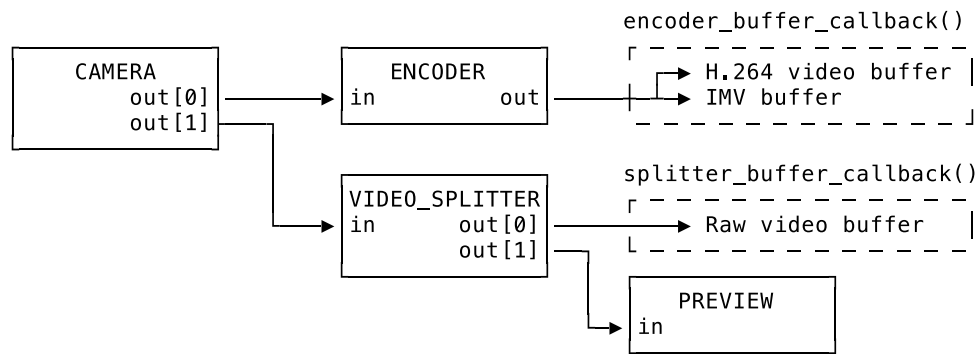 encoder_buffer_callback()
CAMERA
ENCODER
H.264 video buffer
out[0]
in
out
IMV buffer
out[1]
splitter_buffer_callback()
VIDEO_SPLITTER
in
out[0]
Raw video buffer
out[1]
PREVIEW
in